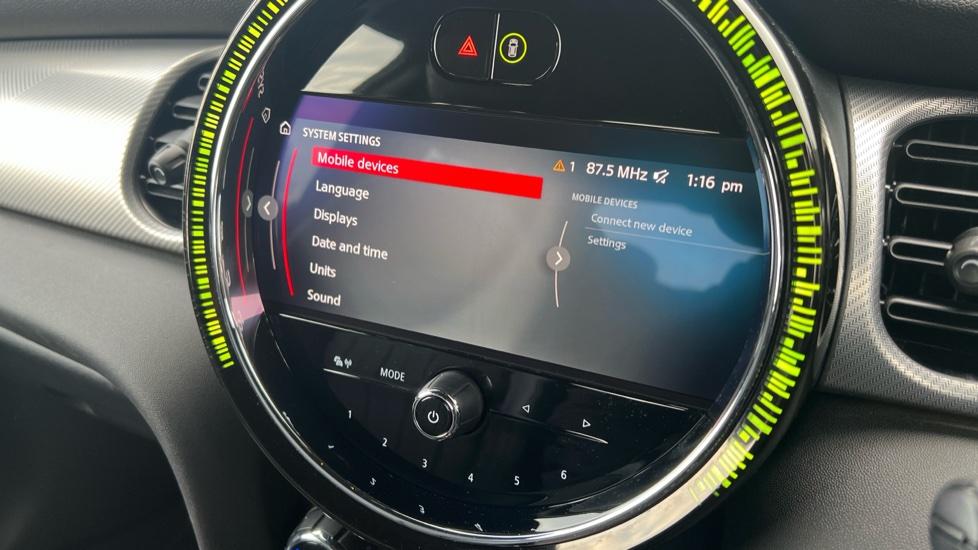 SYSTEM SETTINGS
Mobile devices
Language
Displays
Date and time
Units
Sound
1 87.5 MHz 1:16 pm
MOBILE DEVICES
Connect new device
Settings
MODE
1
2
3
4
5
6